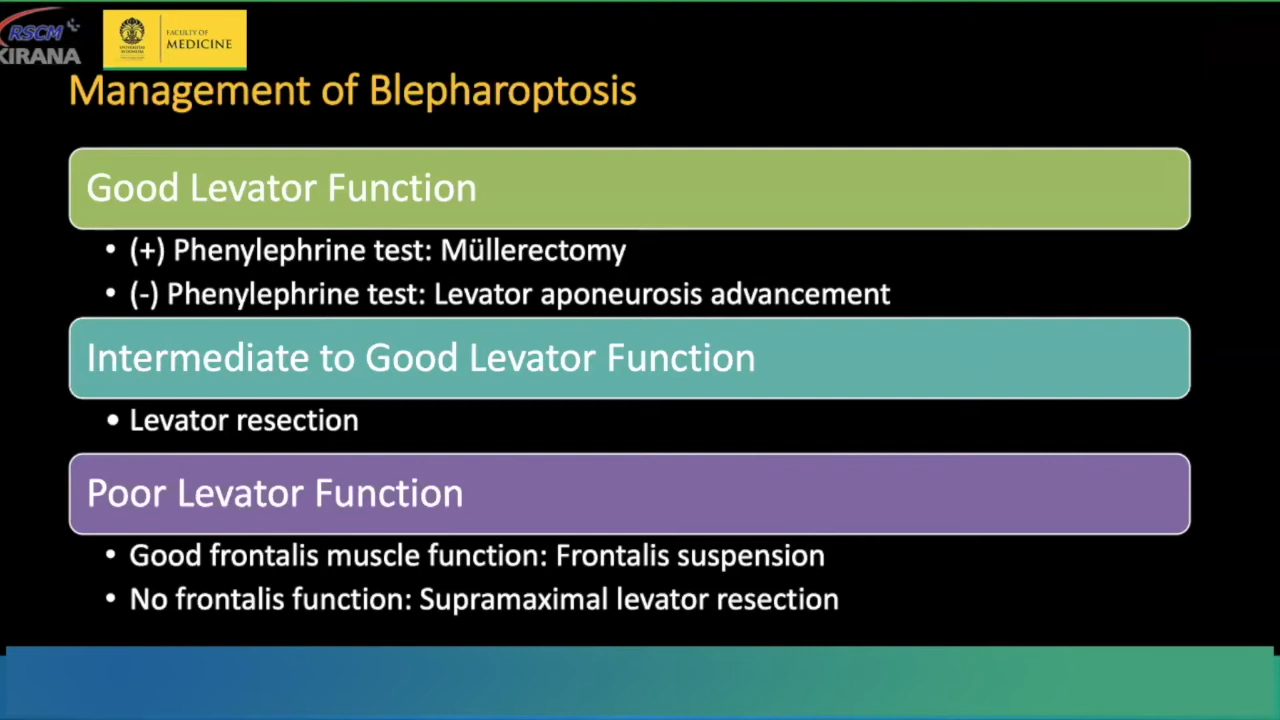 RSCM
KIRANA
FACULTY OF
MEDICINE
Management of Blepharoptosis
Good Levator Function
• (+) Phenylephrine test: Müllerectomy
• (-) Phenylephrine test: Levator aponeurosis advancement
Intermediate to Good Levator Function
• Levator resection
Poor Levator Function
• Good frontalis muscle function: Frontalis suspension
• No frontalis function: Supramaximal levator resection